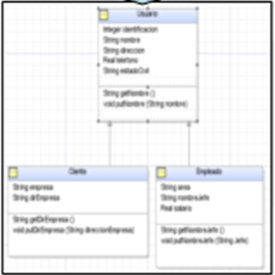 Usuario
Integer identificacion
String nombre
String direccion
Real telefono
String estadoCivil
String getNombre ()
void putNombre (String nombre)
Cliente
String empresa
String dirEmpresa
String getDirEmpresa ()
void putDirEmpresa (String direccionEmpresa)
Empleado
String area
String nombreJefe
Real salario
String getNombreJefe ()
void putNombreJefe (String Jefe)